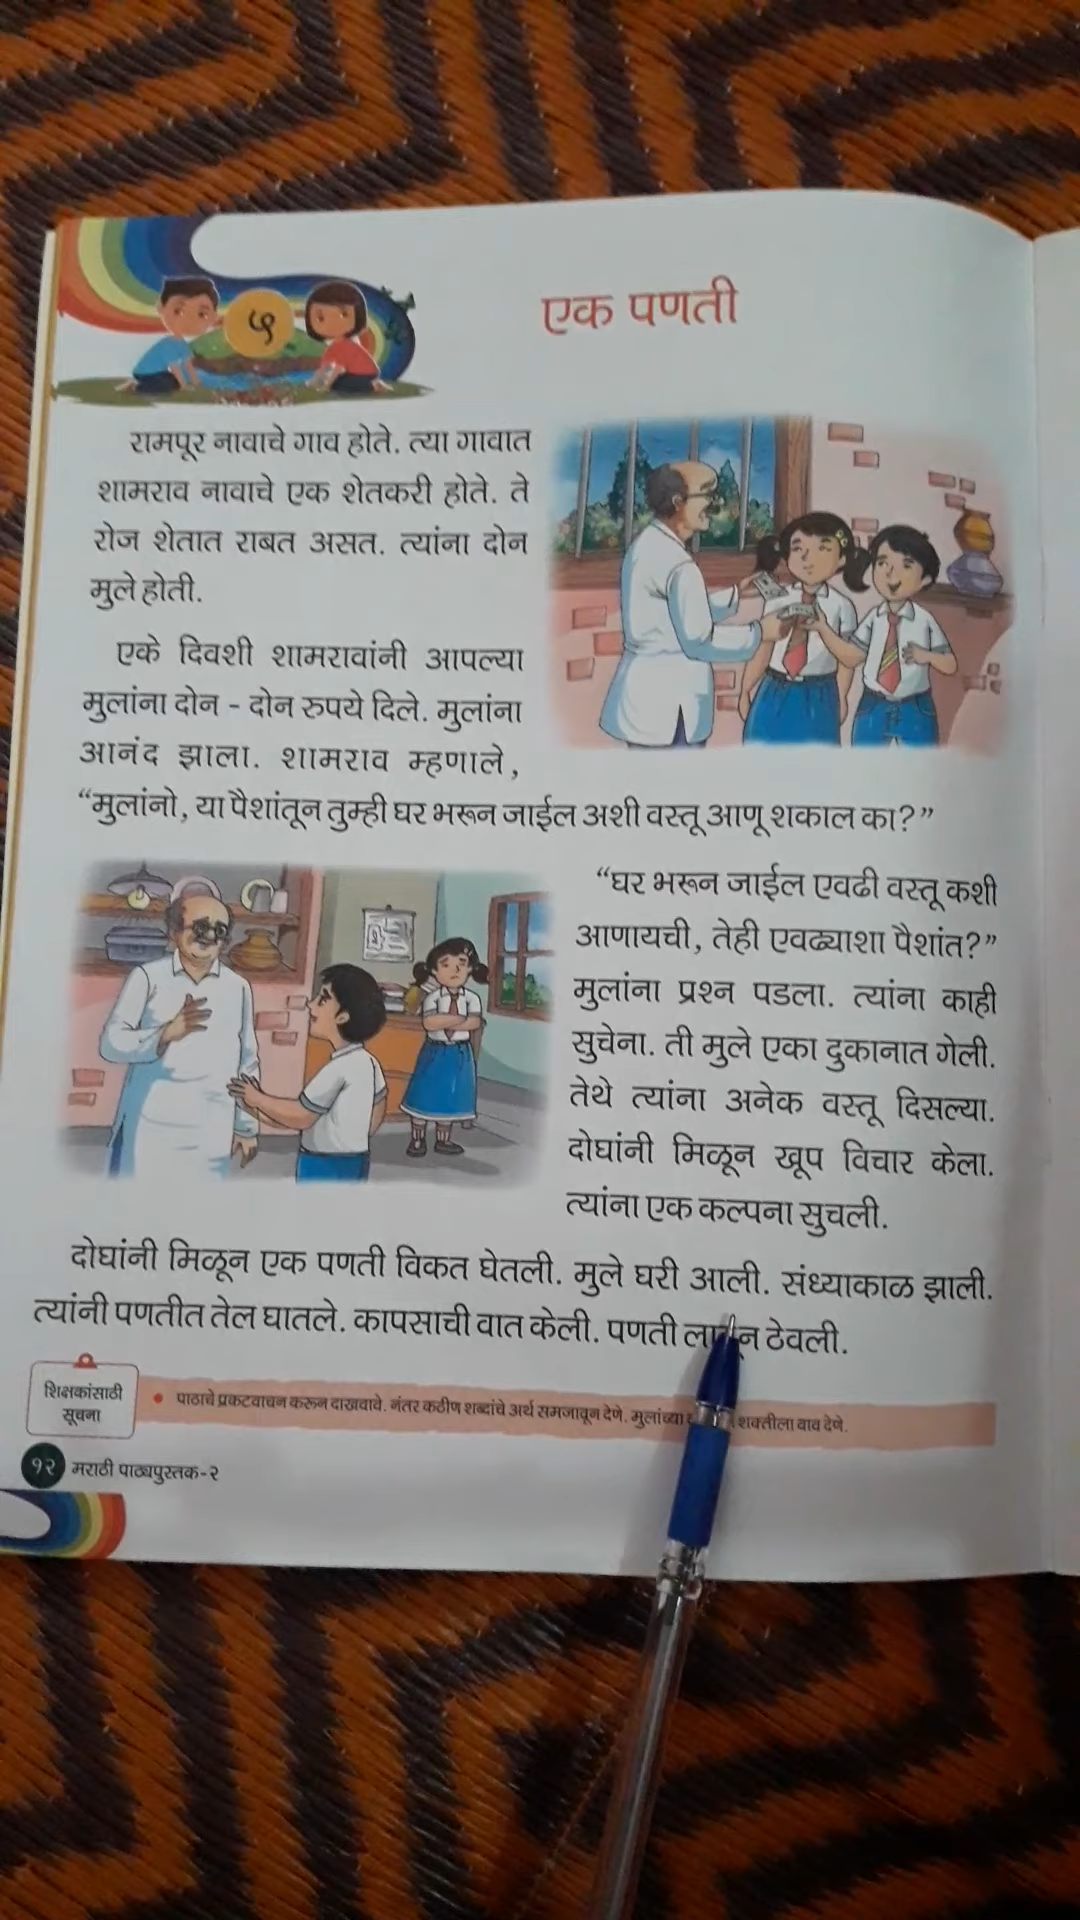 ५
एक पणती
रामपूर नावाचे गाव होते. त्या गावात
शामराव नावाचे एक शेतकरी होते. ते
रोज शेतात राबत असत. त्यांना दोन
मुले होती.
एके दिवशी शामरावांनी आपल्या
मुलांना दोन - दोन रुपये दिले. मुलांना
आनंद झाला. शामराव म्हणाले,
“मुलांनो, या पैशांतून तुम्ही घर भरून जाईल अशी वस्तू आणू शकाल का?”
“घर भरून जाईल एवढी वस्तू कशी
आणायची, तेही एवढ्याशा पैशांत?”
मुलांना प्रश्न पडला. त्यांना काही
सुचेना. ती मुले एका दुकानात गेली.
तेथे त्यांना अनेक वस्तू दिसल्या.
दोघांनी मिळून खूप विचार केला.
त्यांना एक कल्पना सुचली.
दोघांनी मिळून एक पणती विकत घेतली. मुले घरी आली. संध्याकाळ झाली.
त्यांनी पणतीत तेल घातले. कापसाची वात केली. पणती ठेवली.
शिक्षकांसाठी
सूचना
• पाठाचे प्रकटवाचन करून दाखवावे. नंतर कठीण शब्दांचे अर्थ समजावून देणे. मुलांच्या शक्तीला वाव देणे.
१२ मराठी पाठ्यपुस्तक-२